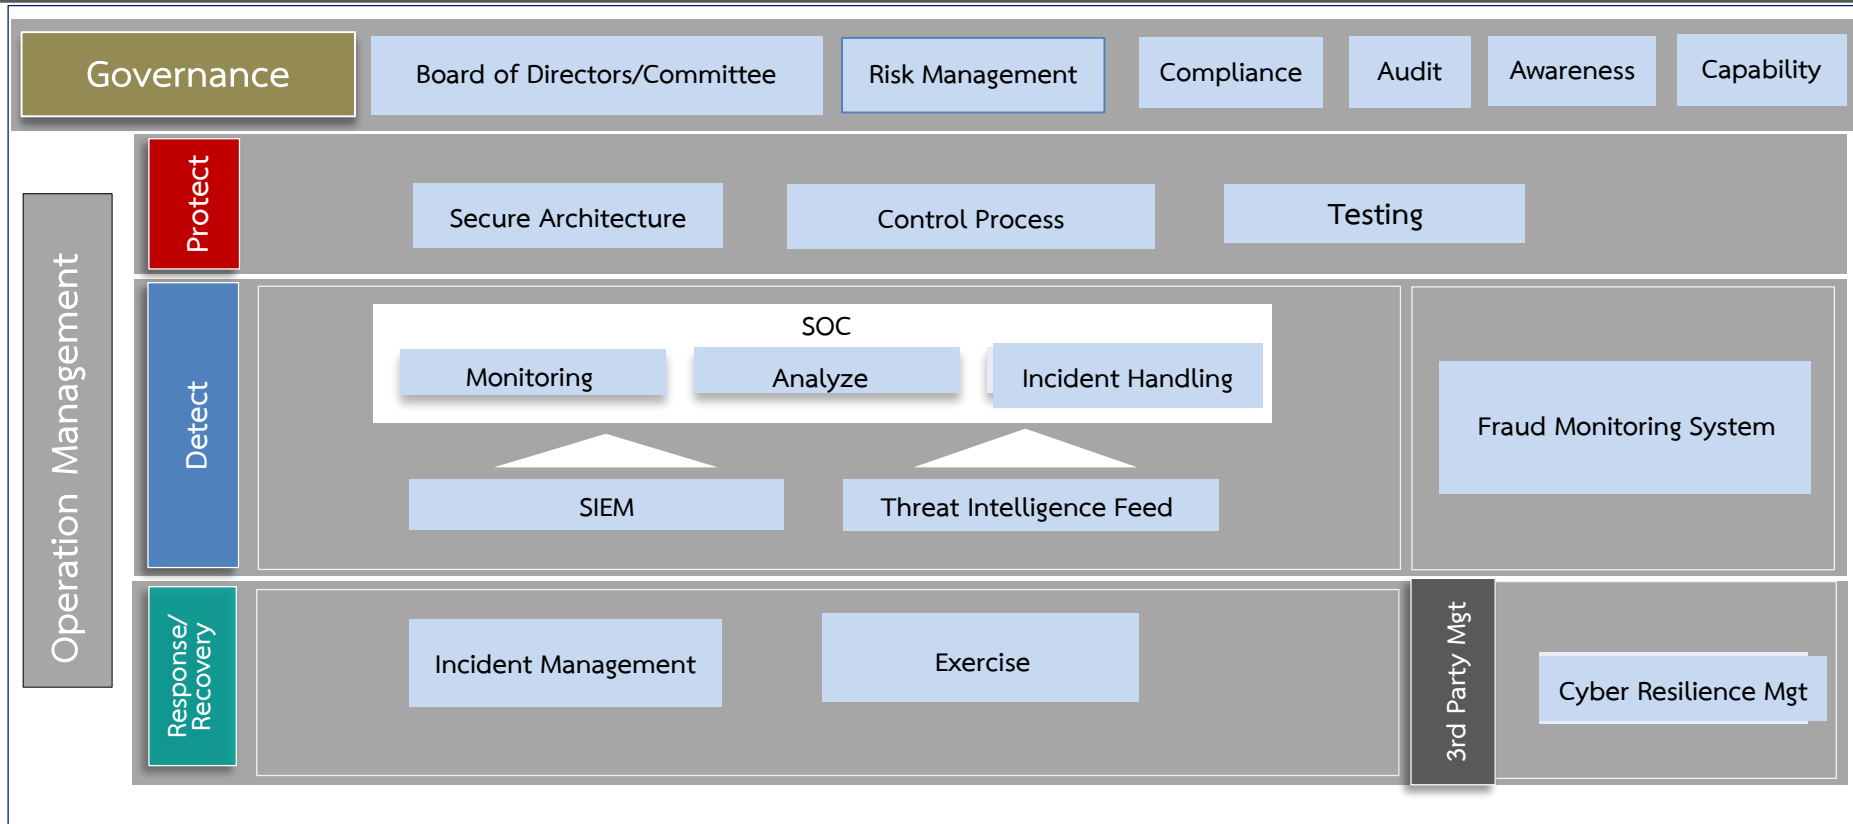 Governance
Board of Directors/Committee
Risk Management
Compliance
Audit
Awareness
Capability
Operation Management
Protect
Secure Architecture
Control Process
Testing
Detect
SOC
Monitoring
Analyze
Incident Handling
SIEM
Threat Intelligence Feed
Fraud Monitoring System
Response/
Recovery
Incident Management
Exercise
3rd Party Mgt
Cyber Resilience Mgt